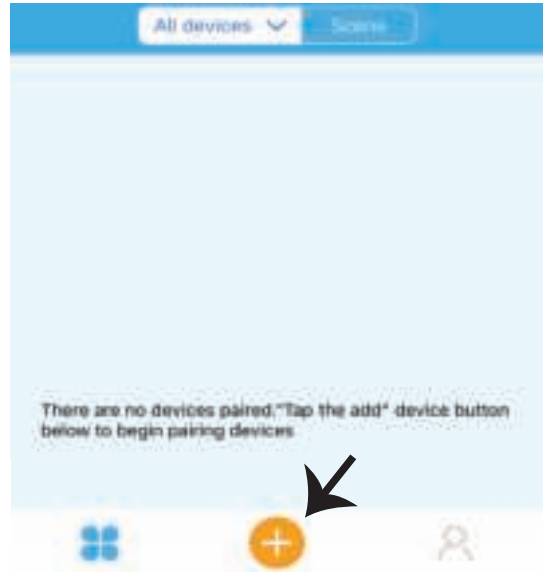 All devices Scene
There are no devices paired."Tap the add" device button
below to begin pairing devices